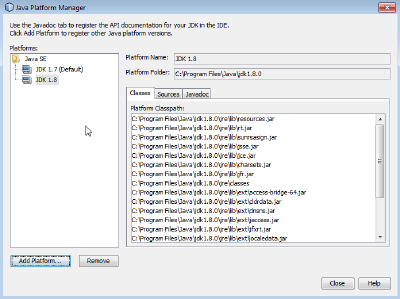 Java Platform Manager
Use the Javadoc tab to register the API documentation for your JDK in the IDE.
Click Add Platform to register other Java platform versions.
Platforms:
Java SE
JDK 1.7 (Default)
JDK 1.8
Platform Name: JDK 1.8
Platform Folder: C:\Program Files\Java\jdk1.8.0
Classes Sources Javadoc
Platform Classpath:
C:\Program Files\Java\jdk1.8.0\jre\lib\resources.jar
C:\Program Files\Java\jdk1.8.0\jre\lib\rt.jar
C:\Program Files\Java\jdk1.8.0\jre\lib\sunrsasign.jar
C:\Program Files\Java\jdk1.8.0\jre\lib\jsse.jar
C:\Program Files\Java\jdk1.8.0\jre\lib\jce.jar
C:\Program Files\Java\jdk1.8.0\jre\lib\charsets.jar
C:\Program Files\Java\jdk1.8.0\jre\lib\jfr.jar
C:\Program Files\Java\jdk1.8.0\jre\classes
C:\Program Files\Java\jdk1.8.0\jre\lib\ext\access-bridge-64.jar
C:\Program Files\Java\jdk1.8.0\jre\lib\ext\cldrdata.jar
C:\Program Files\Java\jdk1.8.0\jre\lib\ext\dnsns.jar
C:\Program Files\Java\jdk1.8.0\jre\lib\ext\jaccess.jar
C:\Program Files\Java\jdk1.8.0\jre\lib\ext\jfxrt.jar
C:\Program Files\Java\jdk1.8.0\jre\lib\ext\localedata.jar
Add Platform... Remove
Close Help